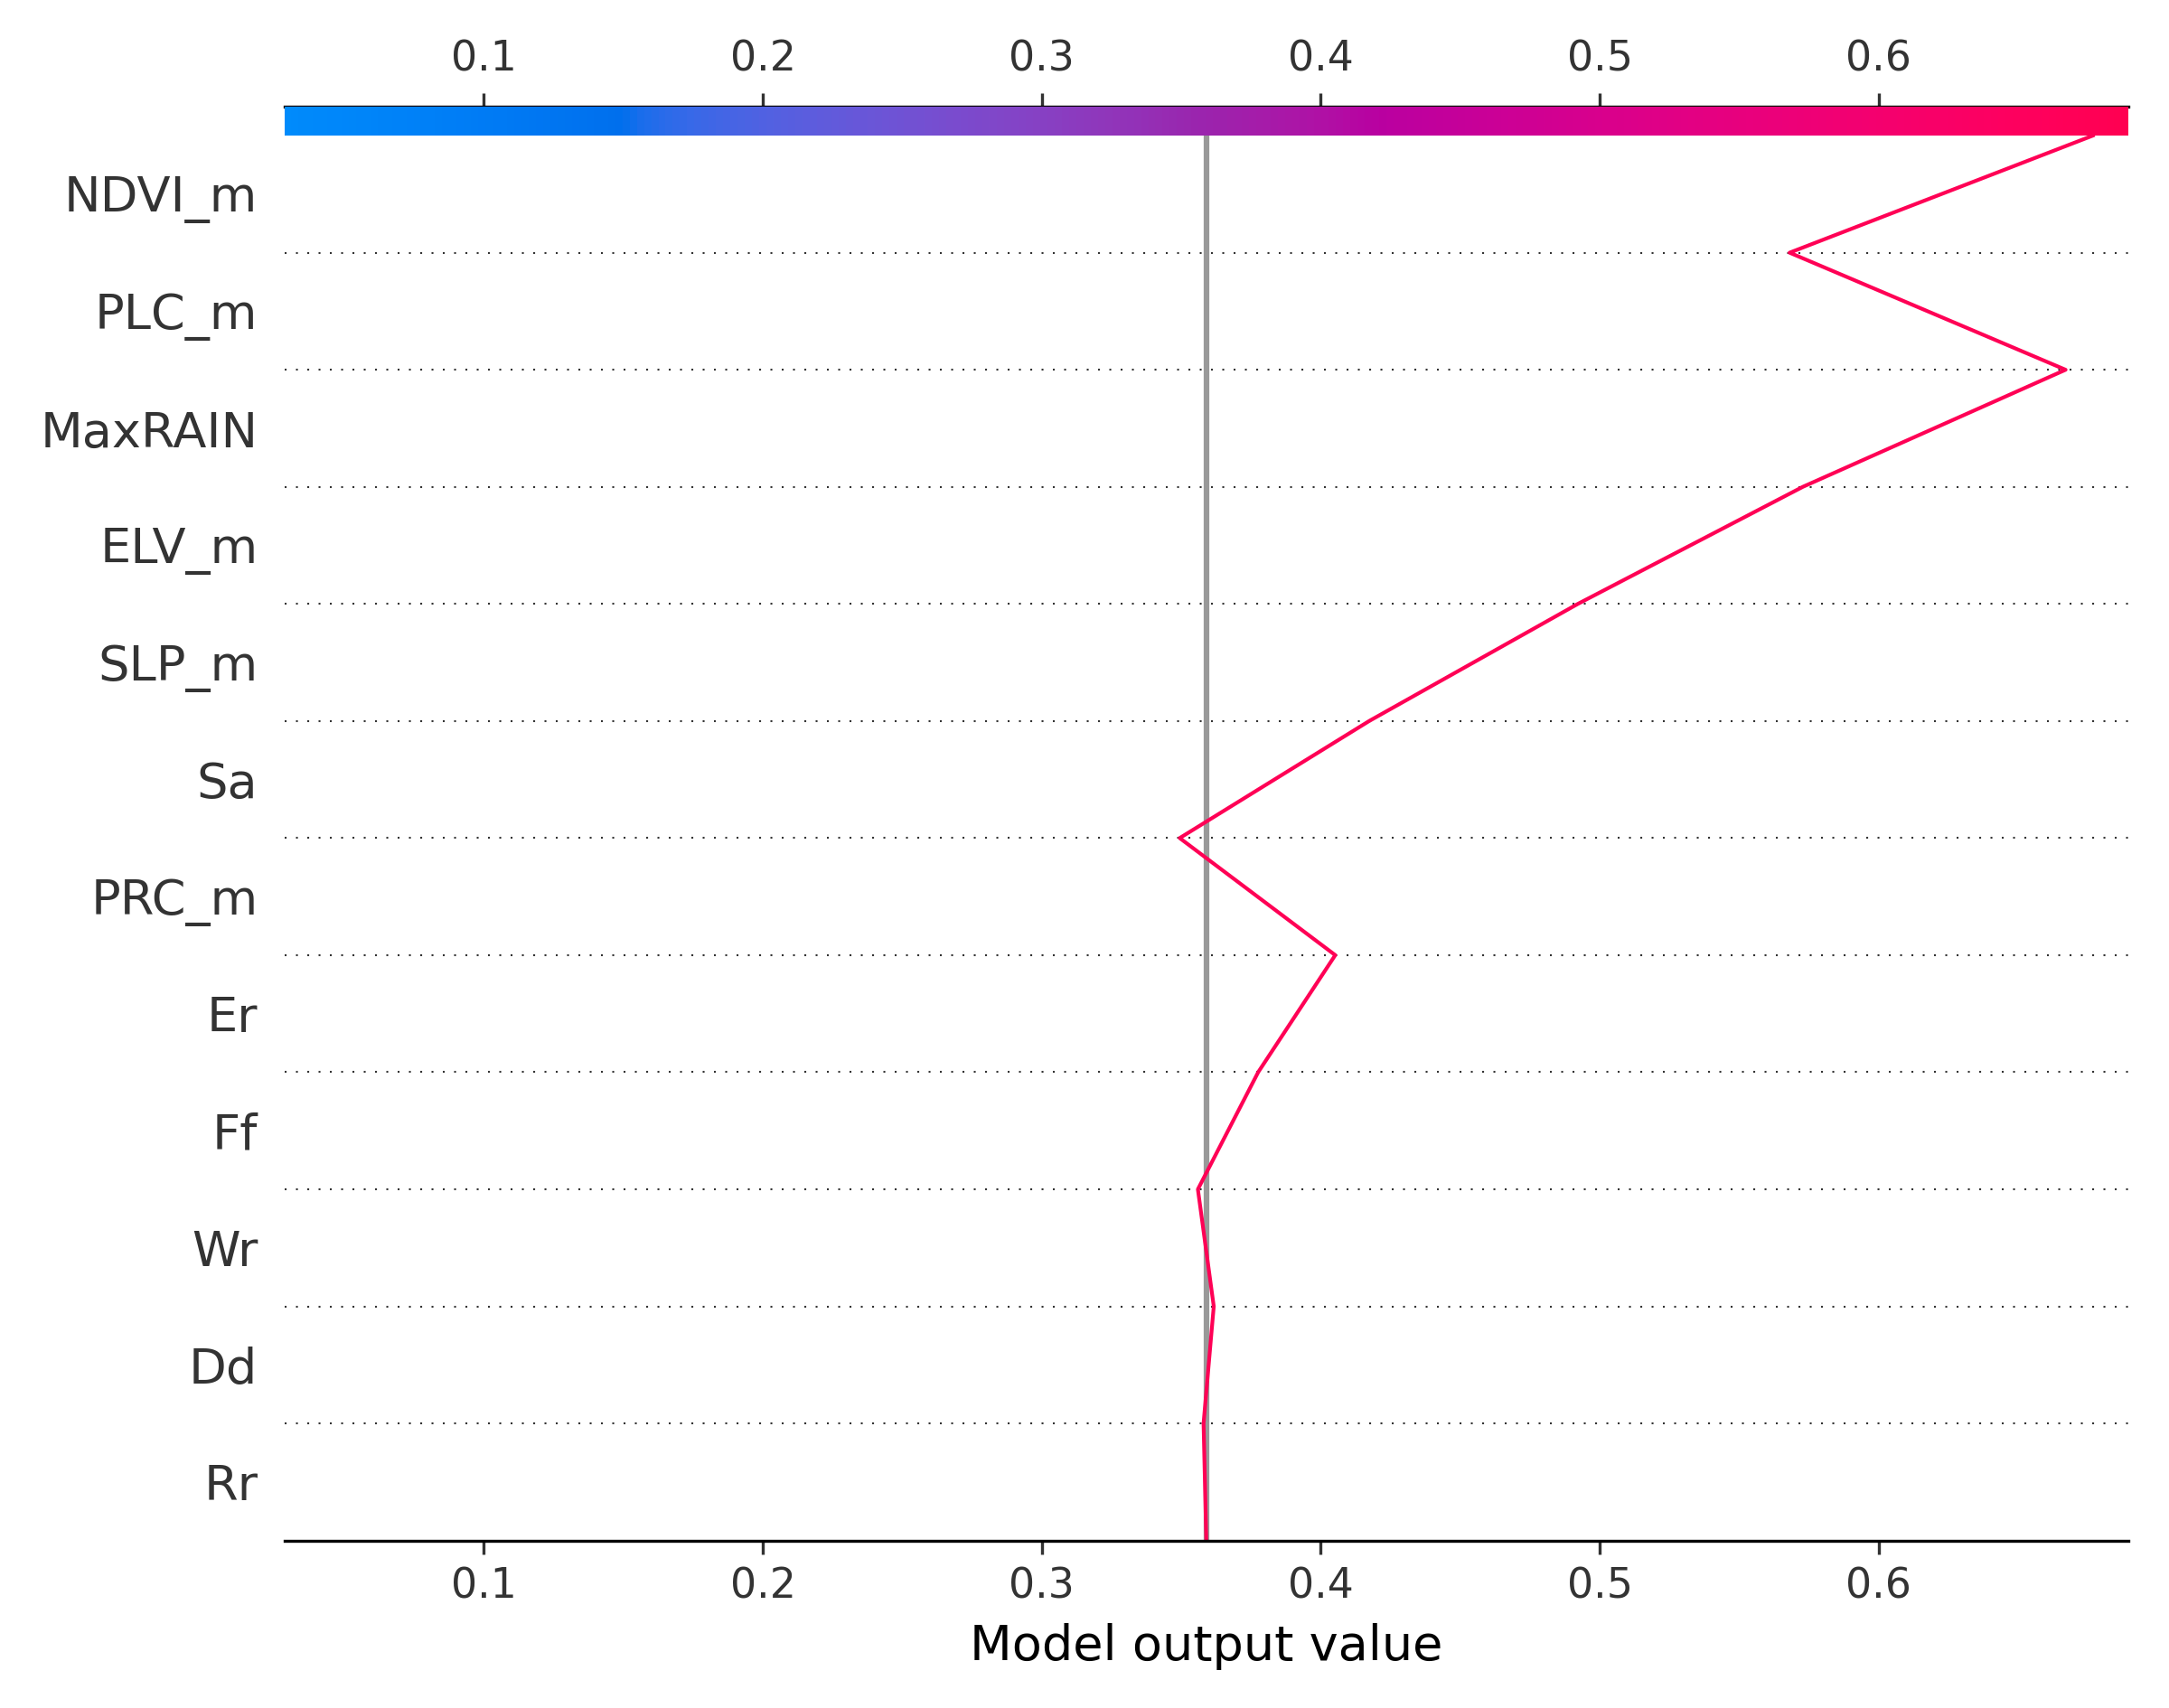 0.1 0.2 0.3 0.4 0.5 0.6
NDVI_m
PLC_m
MaxRAIN
ELV_m
SLP_m
Sa
PRC_m
Er
Ff
Wr
Dd
Rr
0.1 0.2 0.3 0.4 0.5 0.6
Model output value